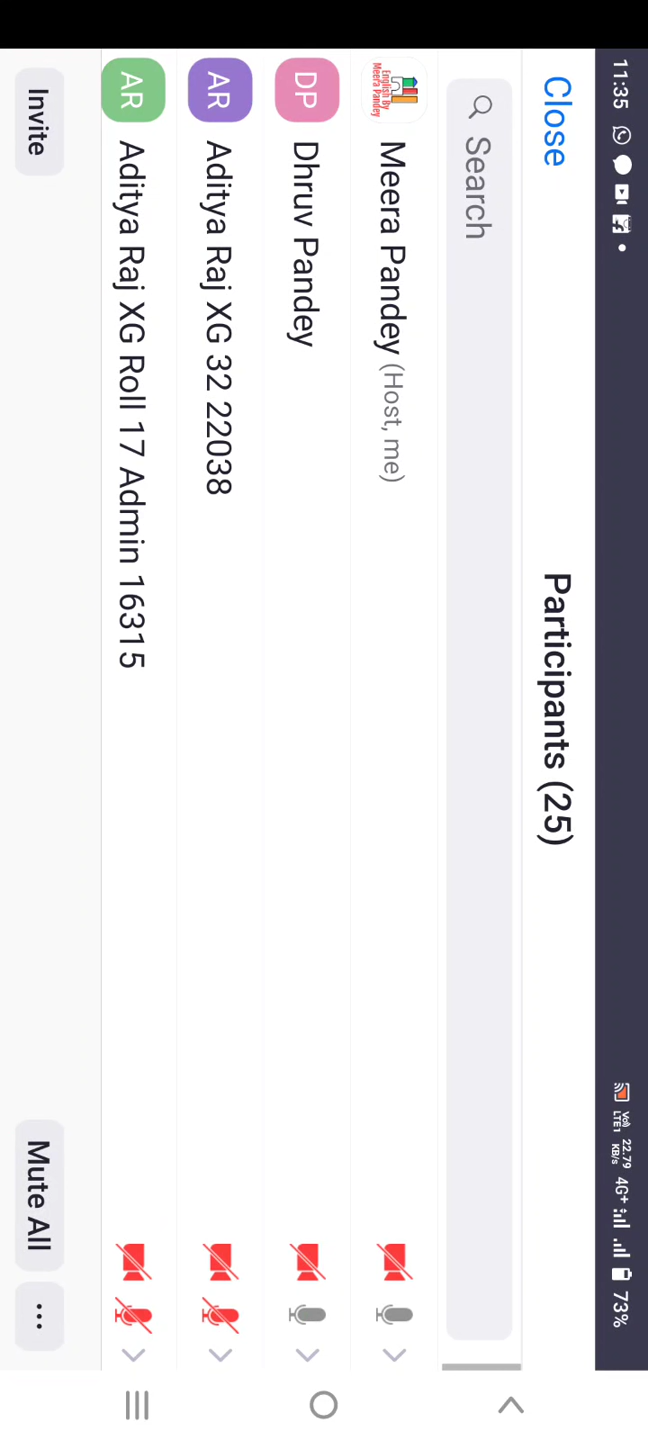 11:35
VoD LTE1 22.79 KB/s 4G+ 73%
Close
Participants (25)
Search
English By
Meera Pandey
Meera Pandey (Host, me)
DP
Dhruv Pandey
AR
Aditya Raj XG 32 22038
AR
Aditya Raj XG Roll 17 Admin 16315
Invite
Mute All
...